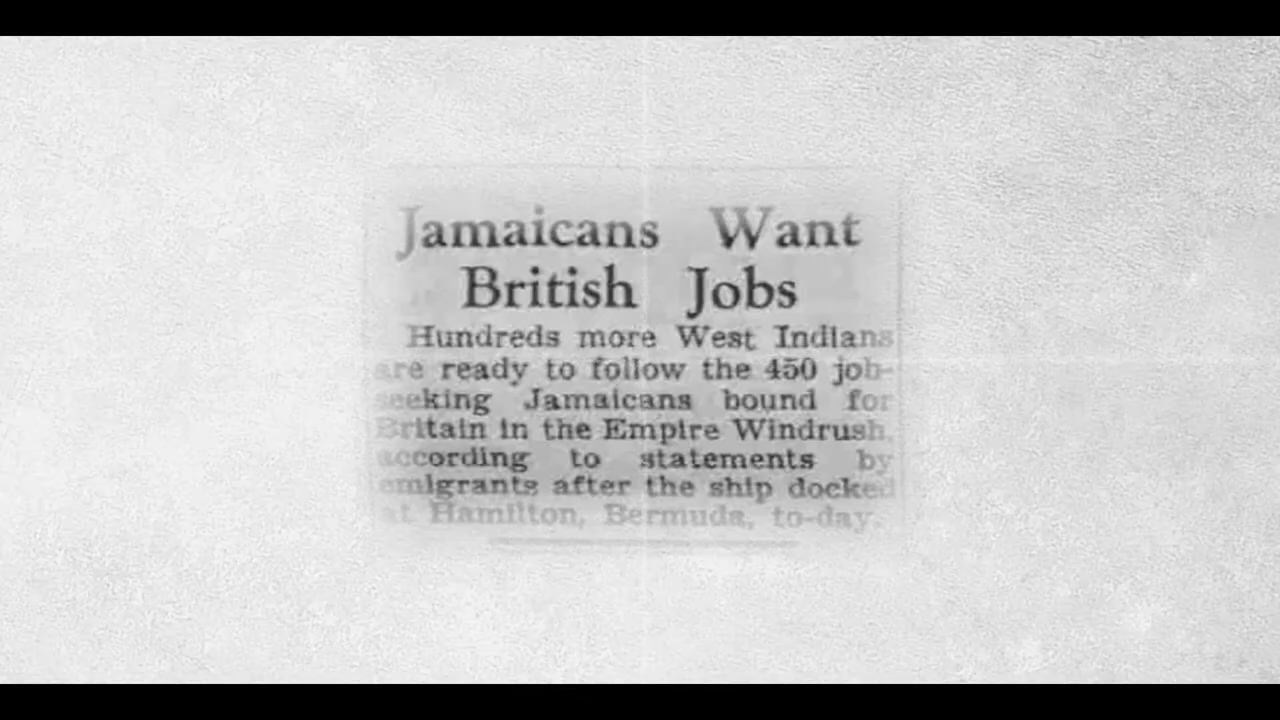 Jamaicans Want
British Jobs
Hundreds more West Indians
are ready to follow the 450 job-
seeking Jamaicans bound for
Britain in the Empire Windrush,
according to statements by
emigrants after the ship docked
at Hamilton, Bermuda, to-day.